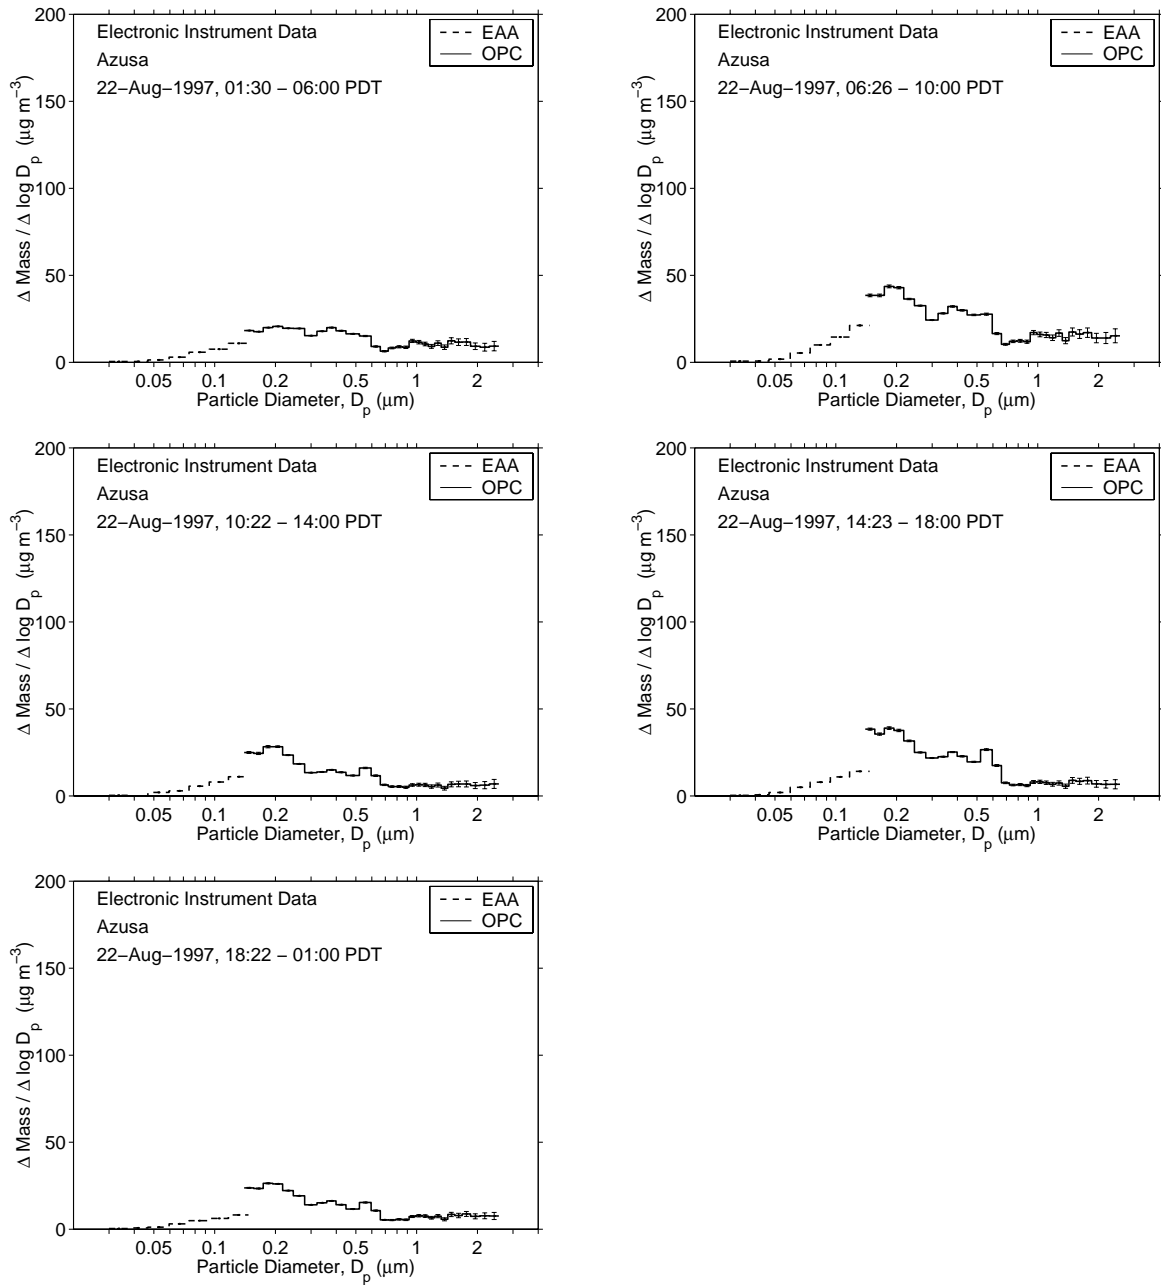 200
150
100
50
0
Δ Mass / Δ log Dp (μg m−3)
Electronic Instrument Data
Azusa
22−Aug−1997, 01:30 − 06:00 PDT
EAA
OPC
0.05 0.1 0.2 0.5 1 2
Particle Diameter, Dp (μm)
200
150
100
50
0
Δ Mass / Δ log Dp (μg m−3)
Electronic Instrument Data
Azusa
22−Aug−1997, 06:26 − 10:00 PDT
EAA
OPC
0.05 0.1 0.2 0.5 1 2
Particle Diameter, Dp (μm)
200
150
100
50
0
Δ Mass / Δ log Dp (μg m−3)
Electronic Instrument Data
Azusa
22−Aug−1997, 10:22 − 14:00 PDT
EAA
OPC
0.05 0.1 0.2 0.5 1 2
Particle Diameter, Dp (μm)
200
150
100
50
0
Δ Mass / Δ log Dp (μg m−3)
Electronic Instrument Data
Azusa
22−Aug−1997, 14:23 − 18:00 PDT
EAA
OPC
0.05 0.1 0.2 0.5 1 2
Particle Diameter, Dp (μm)
200
150
100
50
0
Δ Mass / Δ log Dp (μg m−3)
Electronic Instrument Data
Azusa
22−Aug−1997, 18:22 − 01:00 PDT
EAA
OPC
0.05 0.1 0.2 0.5 1 2
Particle Diameter, Dp (μm)